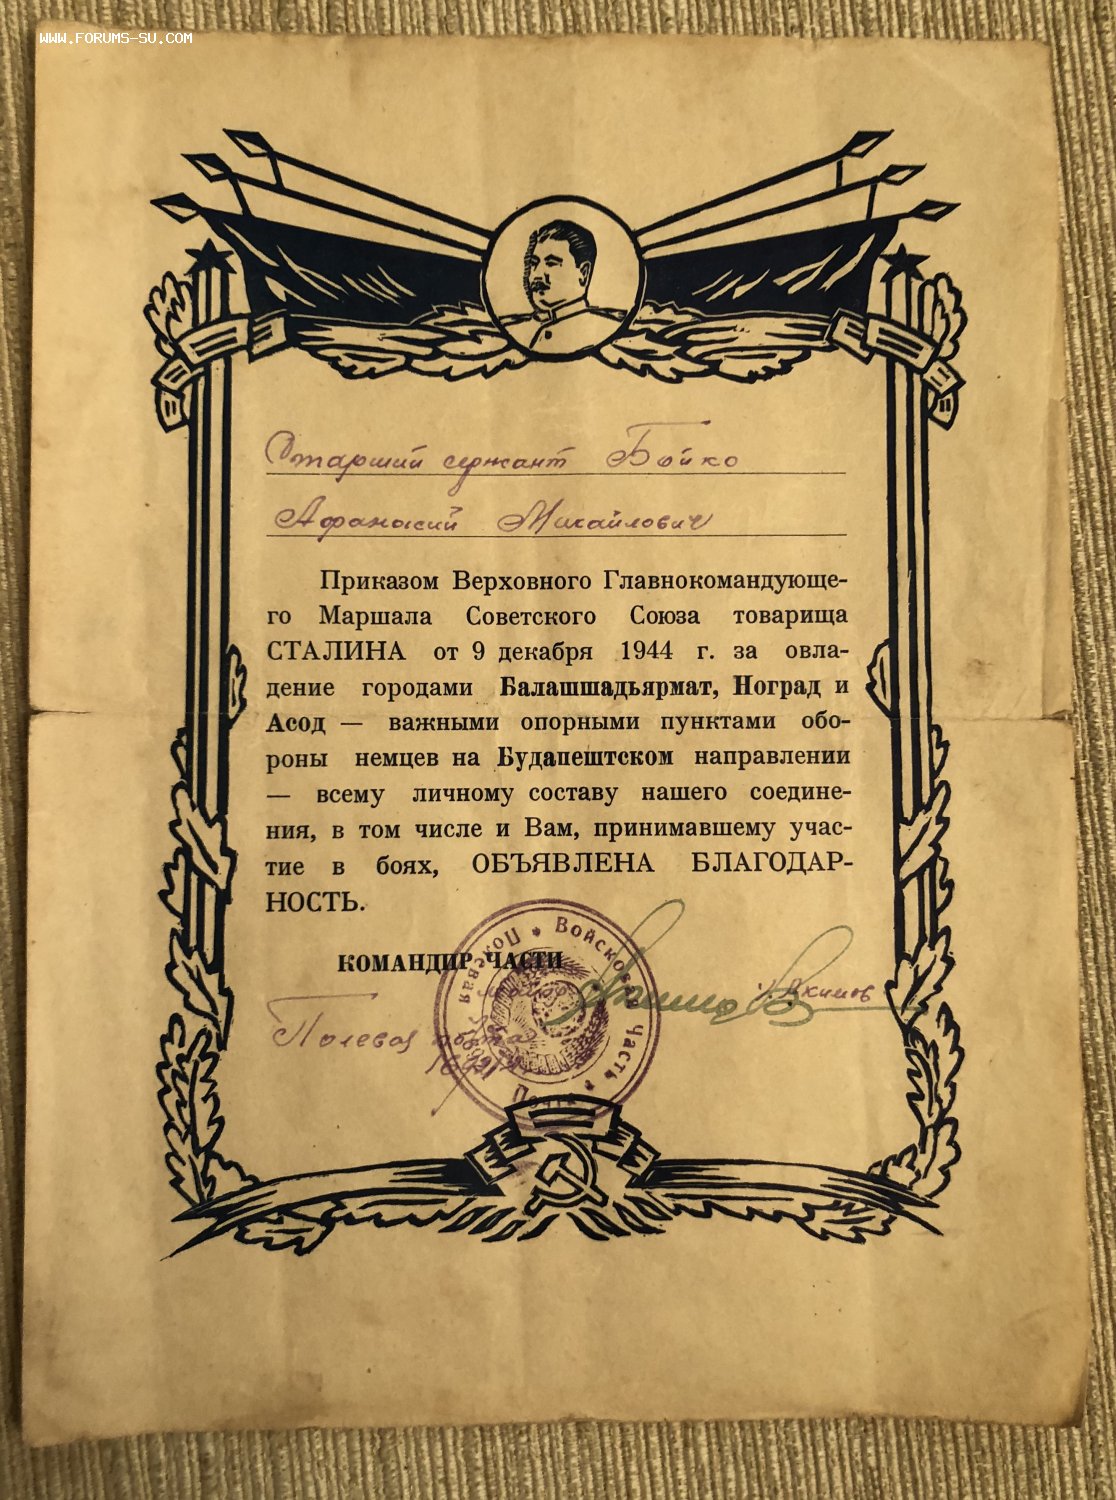 WWW.FORUMS-SU.COM
Старший сержант Бойко
Афанасий Михайлович
Приказом Верховного Главнокомандующе-
го Маршала Советского Союза товарища
СТАЛИНА от 9 декабря 1944 г. за овла-
дение городами Балашшадьярмат, Ноград и
Асод — важными опорными пунктами обо-
роны немцев на Будапештском направлении
— всему личному составу нашего соедине-
ния, в том числе и Вам, принимавшему учас-
тие в боях, ОБЪЯВЛЕНА БЛАГОДАР-
НОСТЬ.
КОМАНДИР ЧАСТИ
Акимов
Полевая почта
Войсковая Часть
Полевая Почта